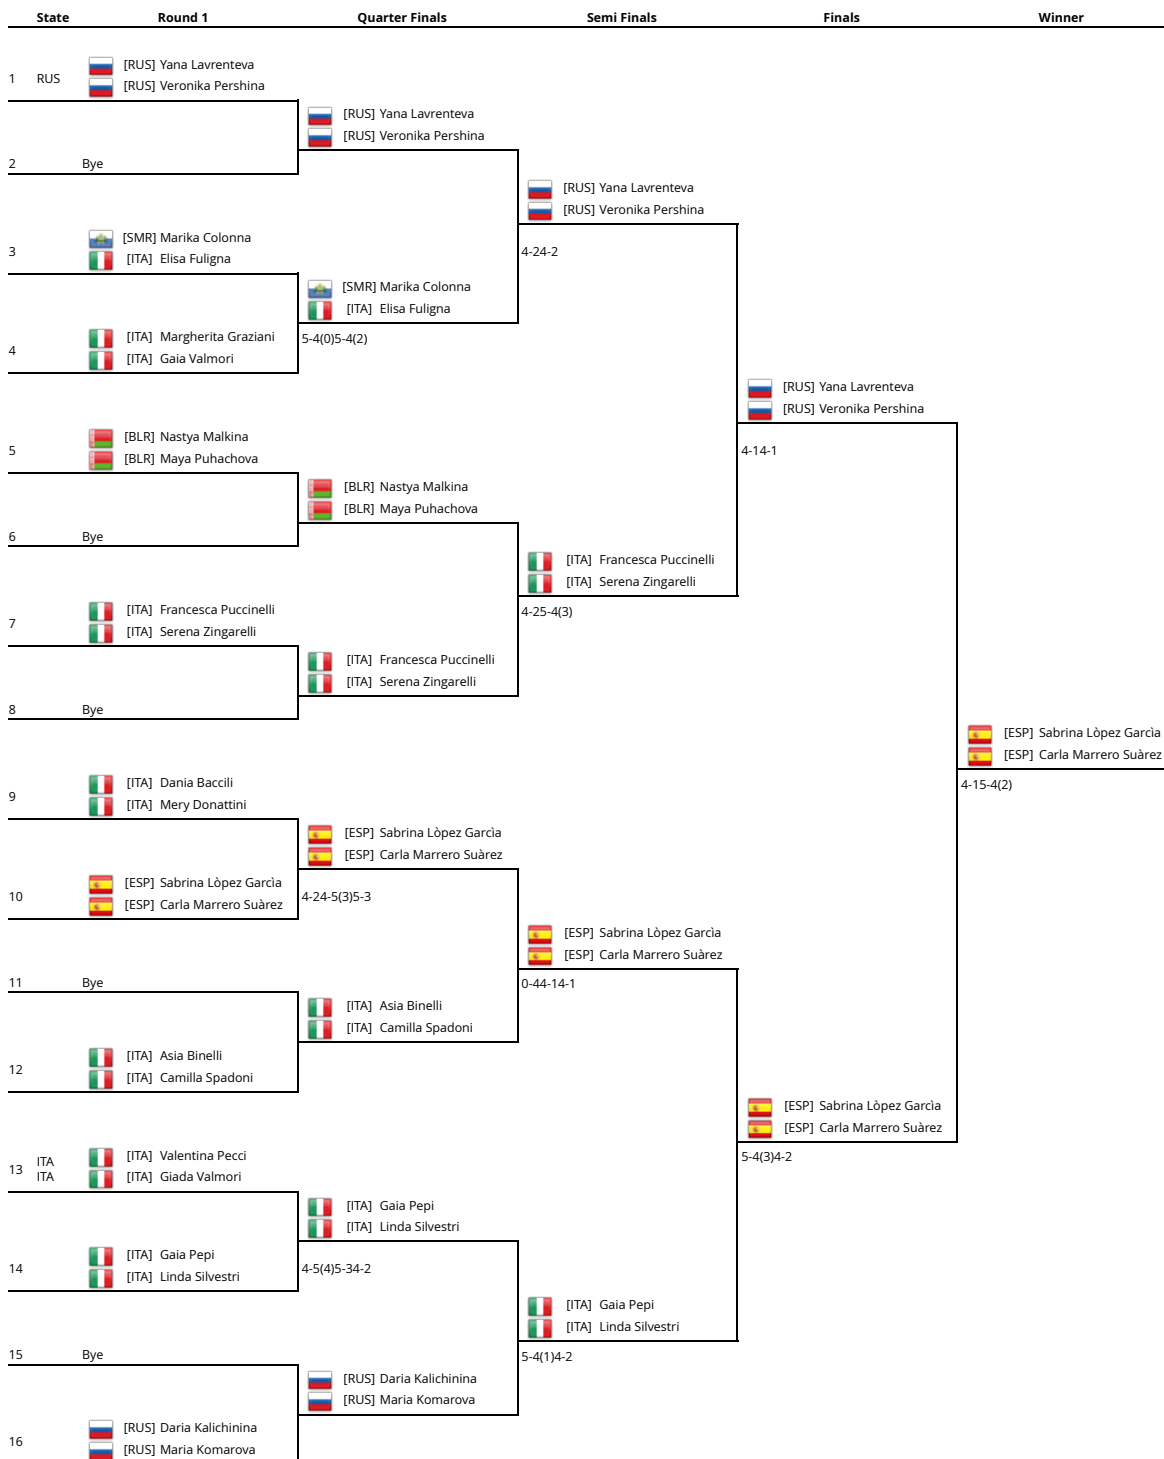 State Round 1 Quarter Finals Semi Finals Finals Winner
[RUS] Yana Lavrenteva
1 RUS
[RUS] Veronika Pershina
[RUS] Yana Lavrenteva
[RUS] Veronika Pershina
2 Bye
[RUS] Yana Lavrenteva
[RUS] Veronika Pershina
[SMR] Marika Colonna
3
[ITA] Elisa Fuligna
4-24-2
[SMR] Marika Colonna
[ITA] Elisa Fuligna
[ITA] Margherita Graziani
5-4(0)5-4(2)
4
[ITA] Gaia Valmori
[RUS] Yana Lavrenteva
[RUS] Veronika Pershina
[BLR] Nastya Malkina
5
4-14-1
[BLR] Maya Puhachova
[BLR] Nastya Malkina
[BLR] Maya Puhachova
6 Bye
[ITA] Francesca Puccinelli
[ITA] Serena Zingarelli
[ITA] Francesca Puccinelli
4-25-4(3)
7
[ITA] Serena Zingarelli
[ITA] Francesca Puccinelli
[ITA] Serena Zingarelli
8 Bye
[ESP] Sabrina Lòpez Garcìa
[ESP] Carla Marrero Suàrez
[ITA] Dania Baccili
4-15-4(2)
9
[ITA] Mery Donattini
[ESP] Sabrina Lòpez Garcìa
[ESP] Carla Marrero Suàrez
[ESP] Sabrina Lòpez Garcìa
10
4-24-5(3)5-3
[ESP] Carla Marrero Suàrez
[ESP] Sabrina Lòpez Garcìa
[ESP] Carla Marrero Suàrez
11 Bye
0-44-14-1
[ITA] Asia Binelli
[ITA] Camilla Spadoni
[ITA] Asia Binelli
12
[ITA] Camilla Spadoni
[ESP] Sabrina Lòpez Garcìa
[ESP] Carla Marrero Suàrez
[ITA] Valentina Pecci
5-4(3)4-2
ITA
13
ITA
[ITA] Giada Valmori
[ITA] Gaia Pepi
[ITA] Linda Silvestri
[ITA] Gaia Pepi
14
4-5(4)5-34-2
[ITA] Linda Silvestri
[ITA] Gaia Pepi
[ITA] Linda Silvestri
15 Bye
5-4(1)4-2
[RUS] Daria Kalichinina
[RUS] Maria Komarova
[RUS] Daria Kalichinina
16
[RUS] Maria Komarova